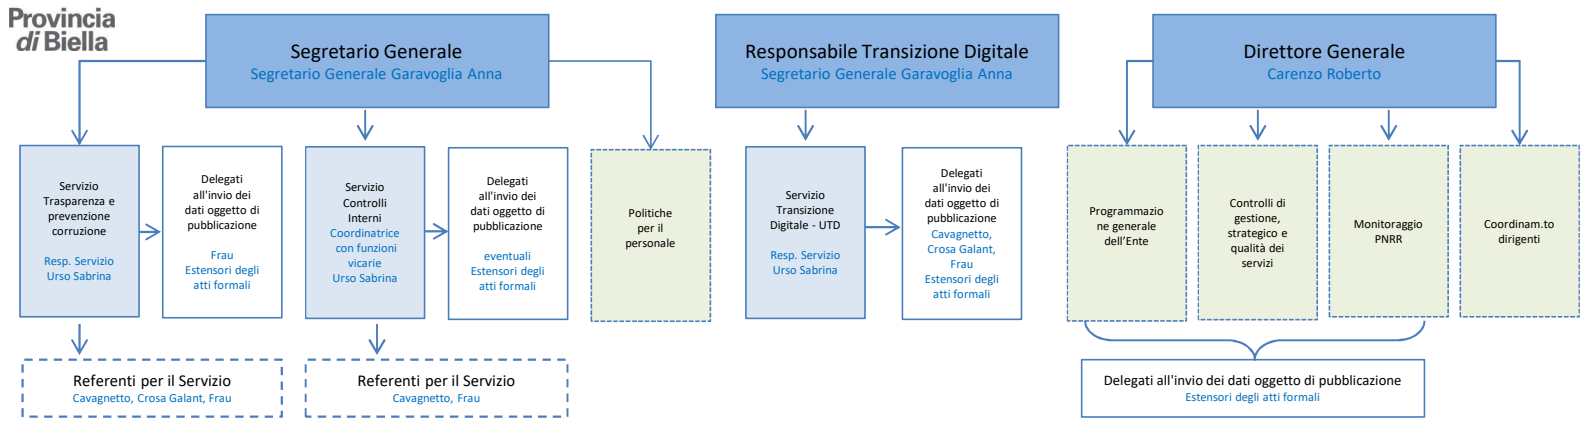 Provincia
di Biella
Segretario Generale
Segretario Generale Garavoglia Anna
Responsabile Transizione Digitale
Segretario Generale Garavoglia Anna
Direttore Generale
Carenzo Roberto
Servizio
Trasparenza e
prevenzione
corruzione
Resp. Servizio
Urso Sabrina
Delegati
all'invio dei
dati oggetto di
pubblicazione
Frau
Estensori degli
atti formali
Servizio
Controlli
Interni
Coordinatrice
con funzioni
vicarie
Urso Sabrina
Delegati
all'invio dei
dati oggetto di
pubblicazione
eventuali
Estensori degli
atti formali
Politiche
per il
personale
Servizio
Transizione
Digitale - UTD
Resp. Servizio
Urso Sabrina
Delegati
all'invio dei
dati oggetto di
pubblicazione
Cavagnetto,
Crosa Galant,
Frau
Estensori degli
atti formali
Programmazio
ne generale
dell’Ente
Controlli di
gestione,
strategico e
qualità dei
servizi
Monitoraggio
PNRR
Coordinam.to
dirigenti
Referenti per il Servizio
Cavagnetto, Crosa Galant, Frau
Referenti per il Servizio
Cavagnetto, Frau
Delegati all'invio dei dati oggetto di pubblicazione
Estensori degli atti formali